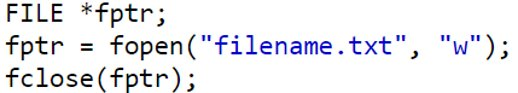 FILE *fptr;
fptr = fopen("filename.txt", "w");
fclose(fptr);